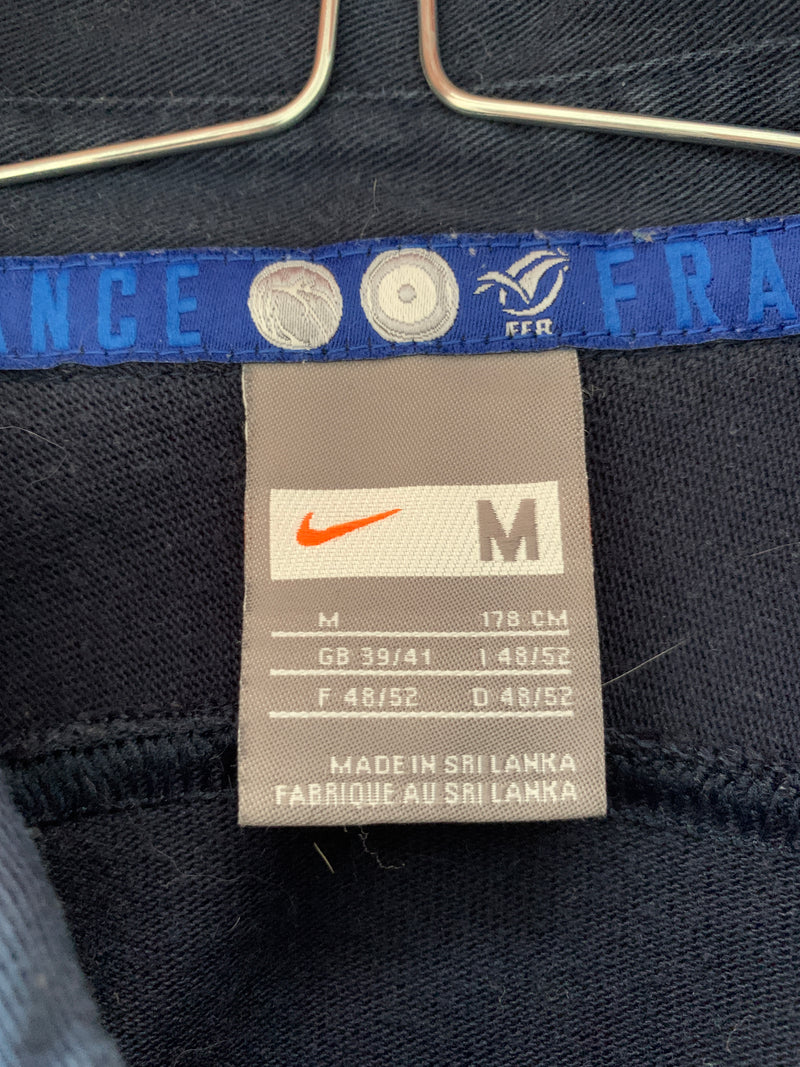 ANCE FFR FRA
M
M 178 CM
GB 39/41 I 48/52
F 48/52 D 48/52
MADE IN SRI LANKA
FABRIQUE AU SRI LANKA